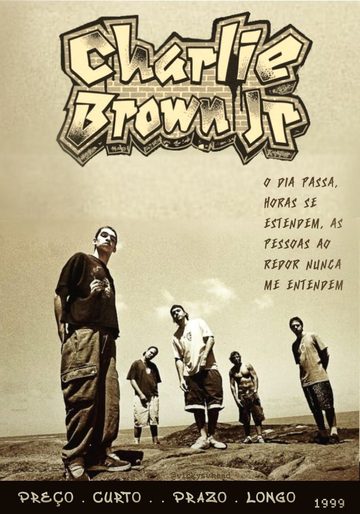 Charlie
Brown Jr
O DIA PASSA,
HORAS SE
ESTENDEM, AS
PESSOAS AO
REDOR NUNCA
ME ENTENDEM
PREÇO . CURTO . . PRAZO . LONGO
1999